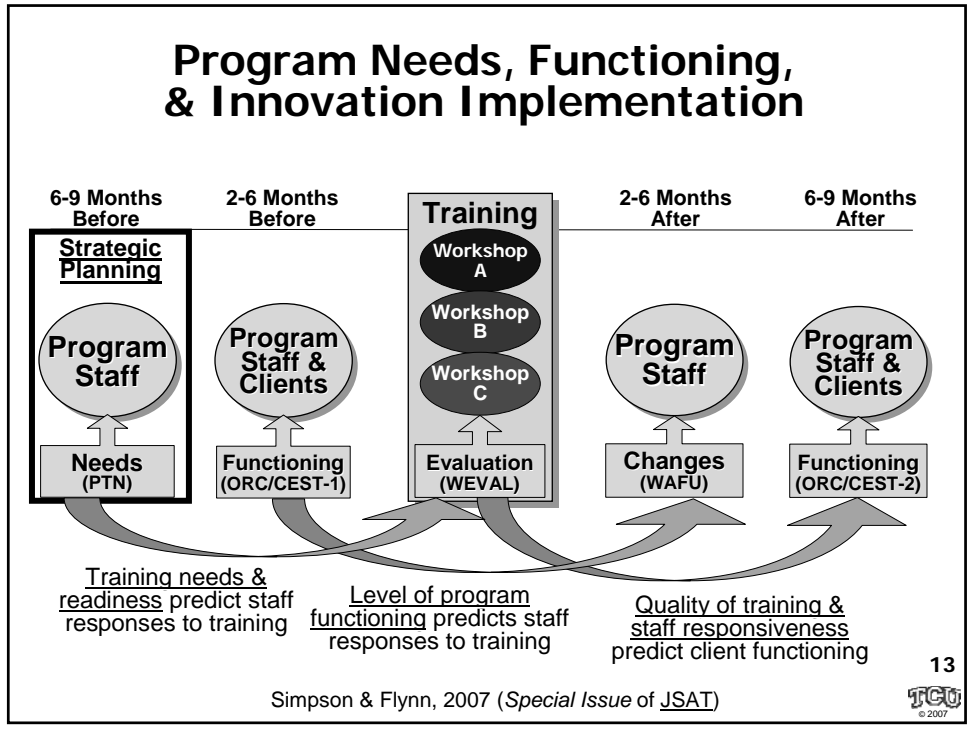 Program Needs, Functioning,
& Innovation Implementation
6-9 Months
Before
2-6 Months
Before
Training
2-6 Months
After
6-9 Months
After
Strategic
Planning
Program
Staff
Needs
(PTN)
Program
Staff &
Clients
Functioning
(ORC/CEST-1)
Workshop
A
Workshop
B
Workshop
C
Evaluation
(WEVAL)
Program
Staff
Changes
(WAFU)
Program
Staff &
Clients
Functioning
(ORC/CEST-2)
Training needs &
readiness predict staff
responses to training
Level of program
functioning predicts staff
responses to training
Quality of training &
staff responsiveness
predict client functioning
Simpson & Flynn, 2007 (Special Issue of JSAT)
13
TCU
© 2007